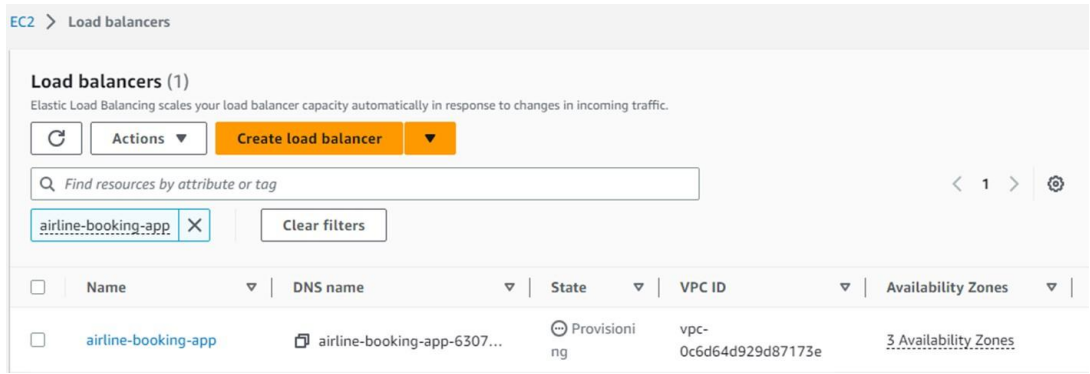 EC2 > Load balancers
Load balancers (1)
Elastic Load Balancing scales your load balancer capacity automatically in response to changes in incoming traffic.
Actions Create load balancer
Find resources by attribute or tag 1
airline-booking-app Clear filters
Name DNS name State VPC ID Availability Zones
airline-booking-app airline-booking-app-6307... Provisioni vpc- 3 Availability Zones
ng 0c6d64d929d87173e